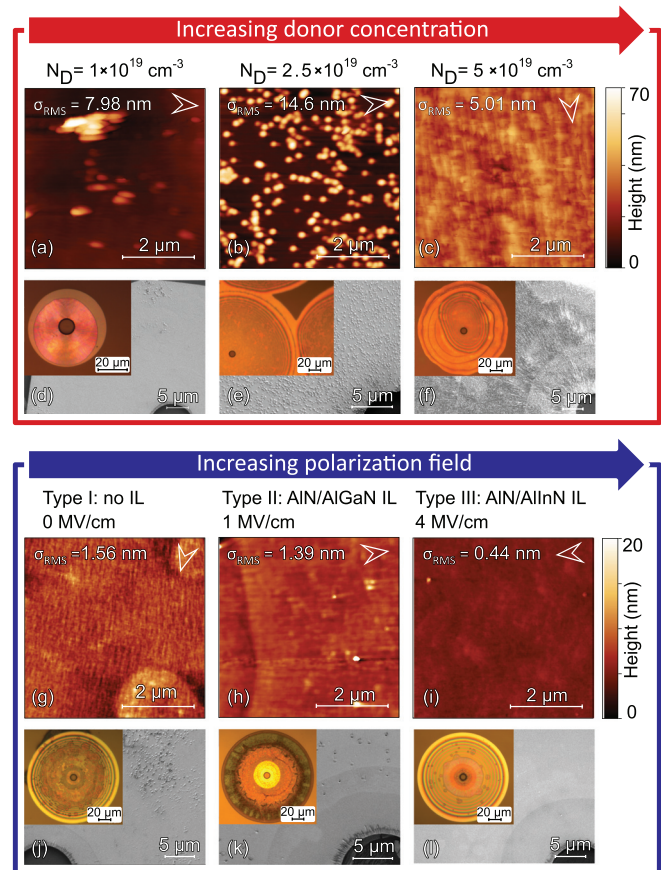 Increasing donor concentration
N_D= 1×10^19 cm^-3
N_D= 2.5×10^19 cm^-3
N_D= 5 ×10^19 cm^-3
σ_RMS = 7.98 nm
σ_RMS = 14.6 nm
σ_RMS = 5.01 nm
70
Height (nm)
0
(a)
2 µm
(b)
2 µm
(c)
2 µm
20 µm
20 µm
20 µm
(d)
5 µm
(e)
5 µm
(f)
5 µm
Increasing polarization field
Type I: no IL
0 MV/cm
Type II: AlN/AlGaN IL
1 MV/cm
Type III: AlN/AlInN IL
4 MV/cm
σ_RMS =1.56 nm
σ_RMS = 1.39 nm
σ_RMS = 0.44 nm
20
Height (nm)
0
(g)
2 µm
(h)
2 µm
(i)
2 µm
20 µm
20 µm
20 µm
(j)
5 µm
(k)
5 µm
(l)
5 µm